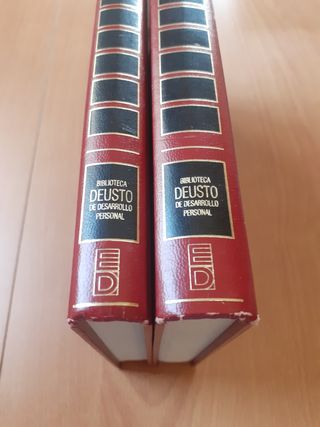 BIBLIOTECA
DEUSTO
DE DESARROLLO
PERSONAL
ED
BIBLIOTECA
DEUSTO
DE DESARROLLO
PERSONAL
ED